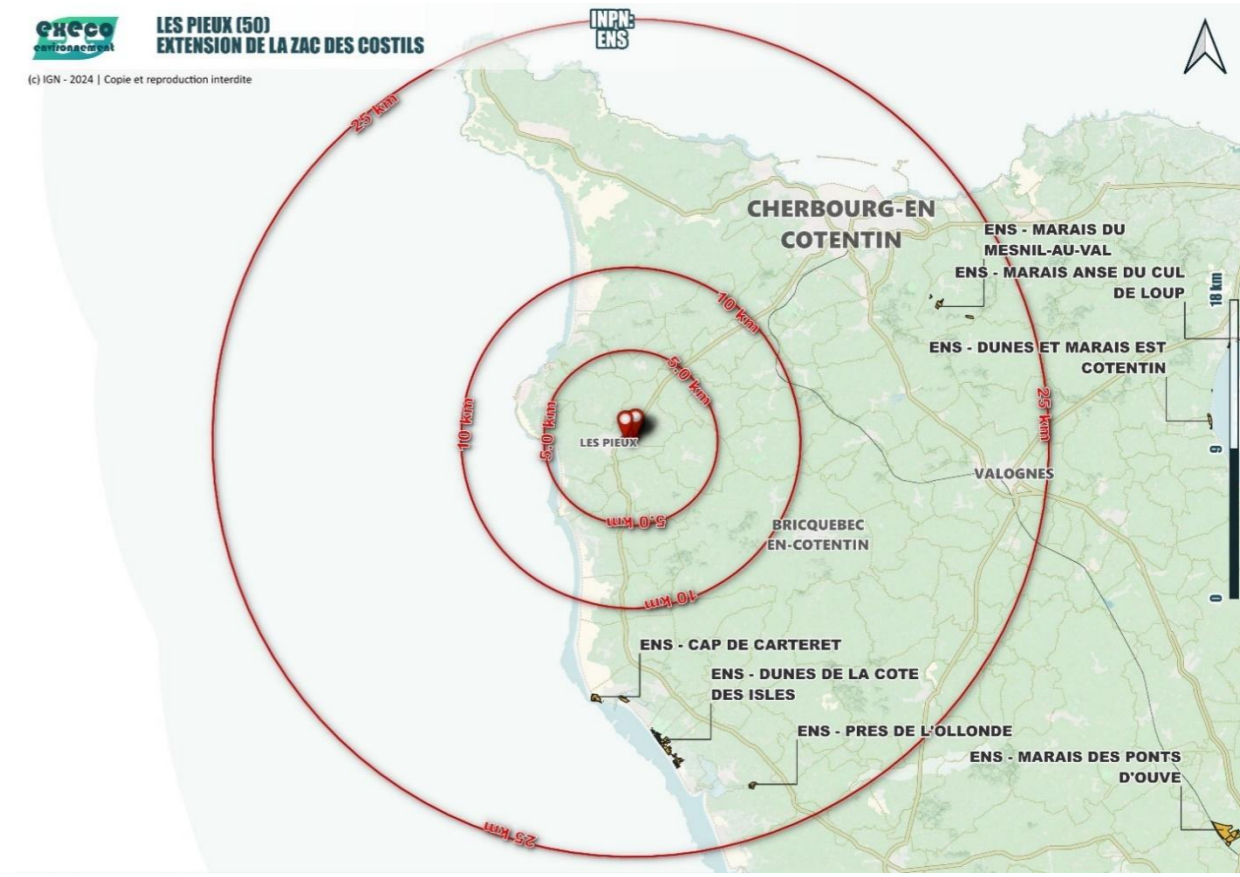 execo
environnement
LES PIEUX (50)
EXTENSION DE LA ZAC DES COSTILS
(c) IGN - 2024 | Copie et reproduction interdite
INPN:
ENS
25 km
CHERBOURG-EN
COTENTIN
ENS - MARAIS DU
MESNIL-AU-VAL
ENS - MARAIS ANSE DU CUL
DE LOUP
18 km
10 km
ENS - DUNES ET MARAIS EST
COTENTIN
5.0 km
10 km
5.0 km
25 km
LES PIEUX
9
VALOGNES
5.0 km
BRICQUEBEC
EN-COTENTIN
10 km
0
ENS - CAP DE CARTERET
ENS - DUNES DE LA COTE
DES ISLES
ENS - PRES DE L'OLLONDE
ENS - MARAIS DES PONTS
D'OUVE
25 km